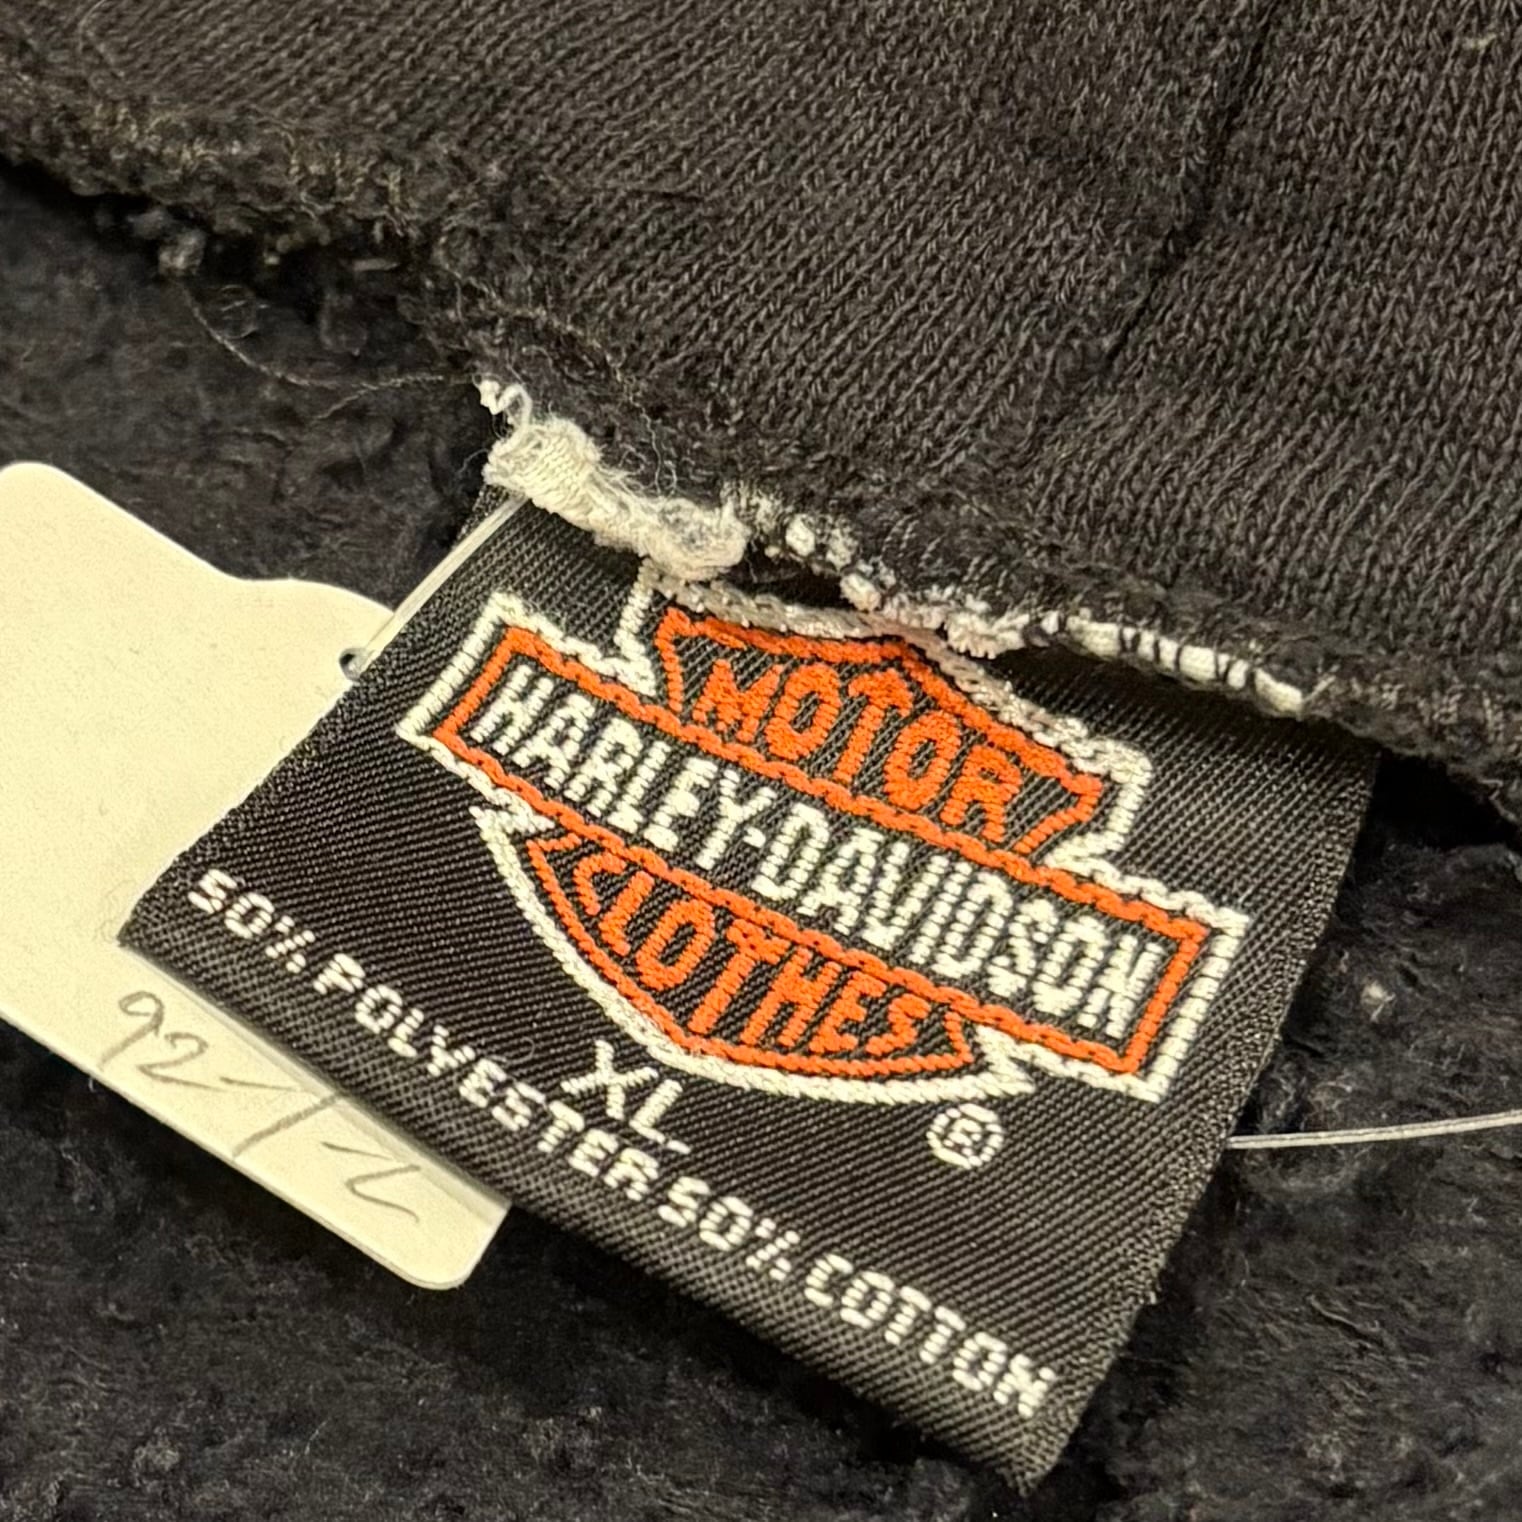 MOTOR
HARLEY-DAVIDSON
CLOTHES
®
XL
50% POLYESTER 50% COTTON